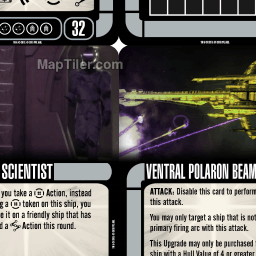 32
MapTiler.com
SCIENTIST
you take a Action, instead
g a token on this ship, you
e it on a friendly ship that has
d a Action this round.
VENTRAL POLARON BEAM
ATTACK: Disable this card to perform
this attack.
You may only target a ship that is not
primary firing arc with this attack.
This Upgrade may only be purchased
ship with a Hull Value of 4 or greater